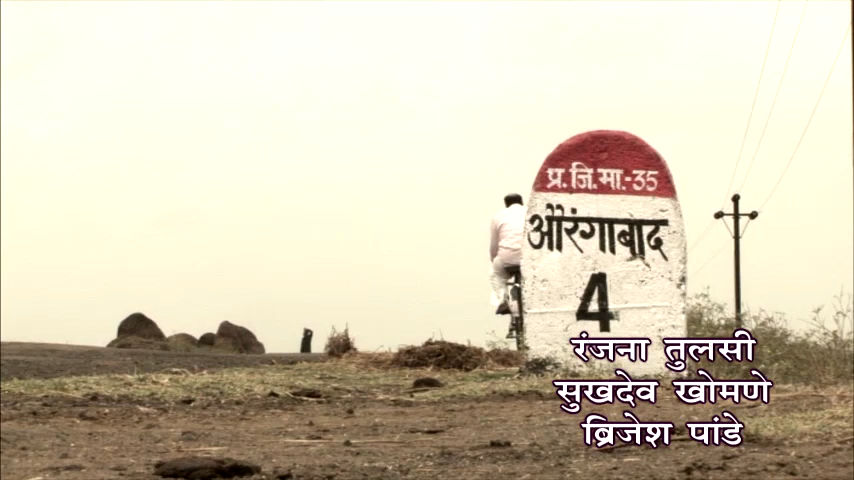 प्र.जि.मा.-35
औरंगाबाद
4
रंजना तुलसी
सुखदेव खोमणे
ब्रिजेश पांडे